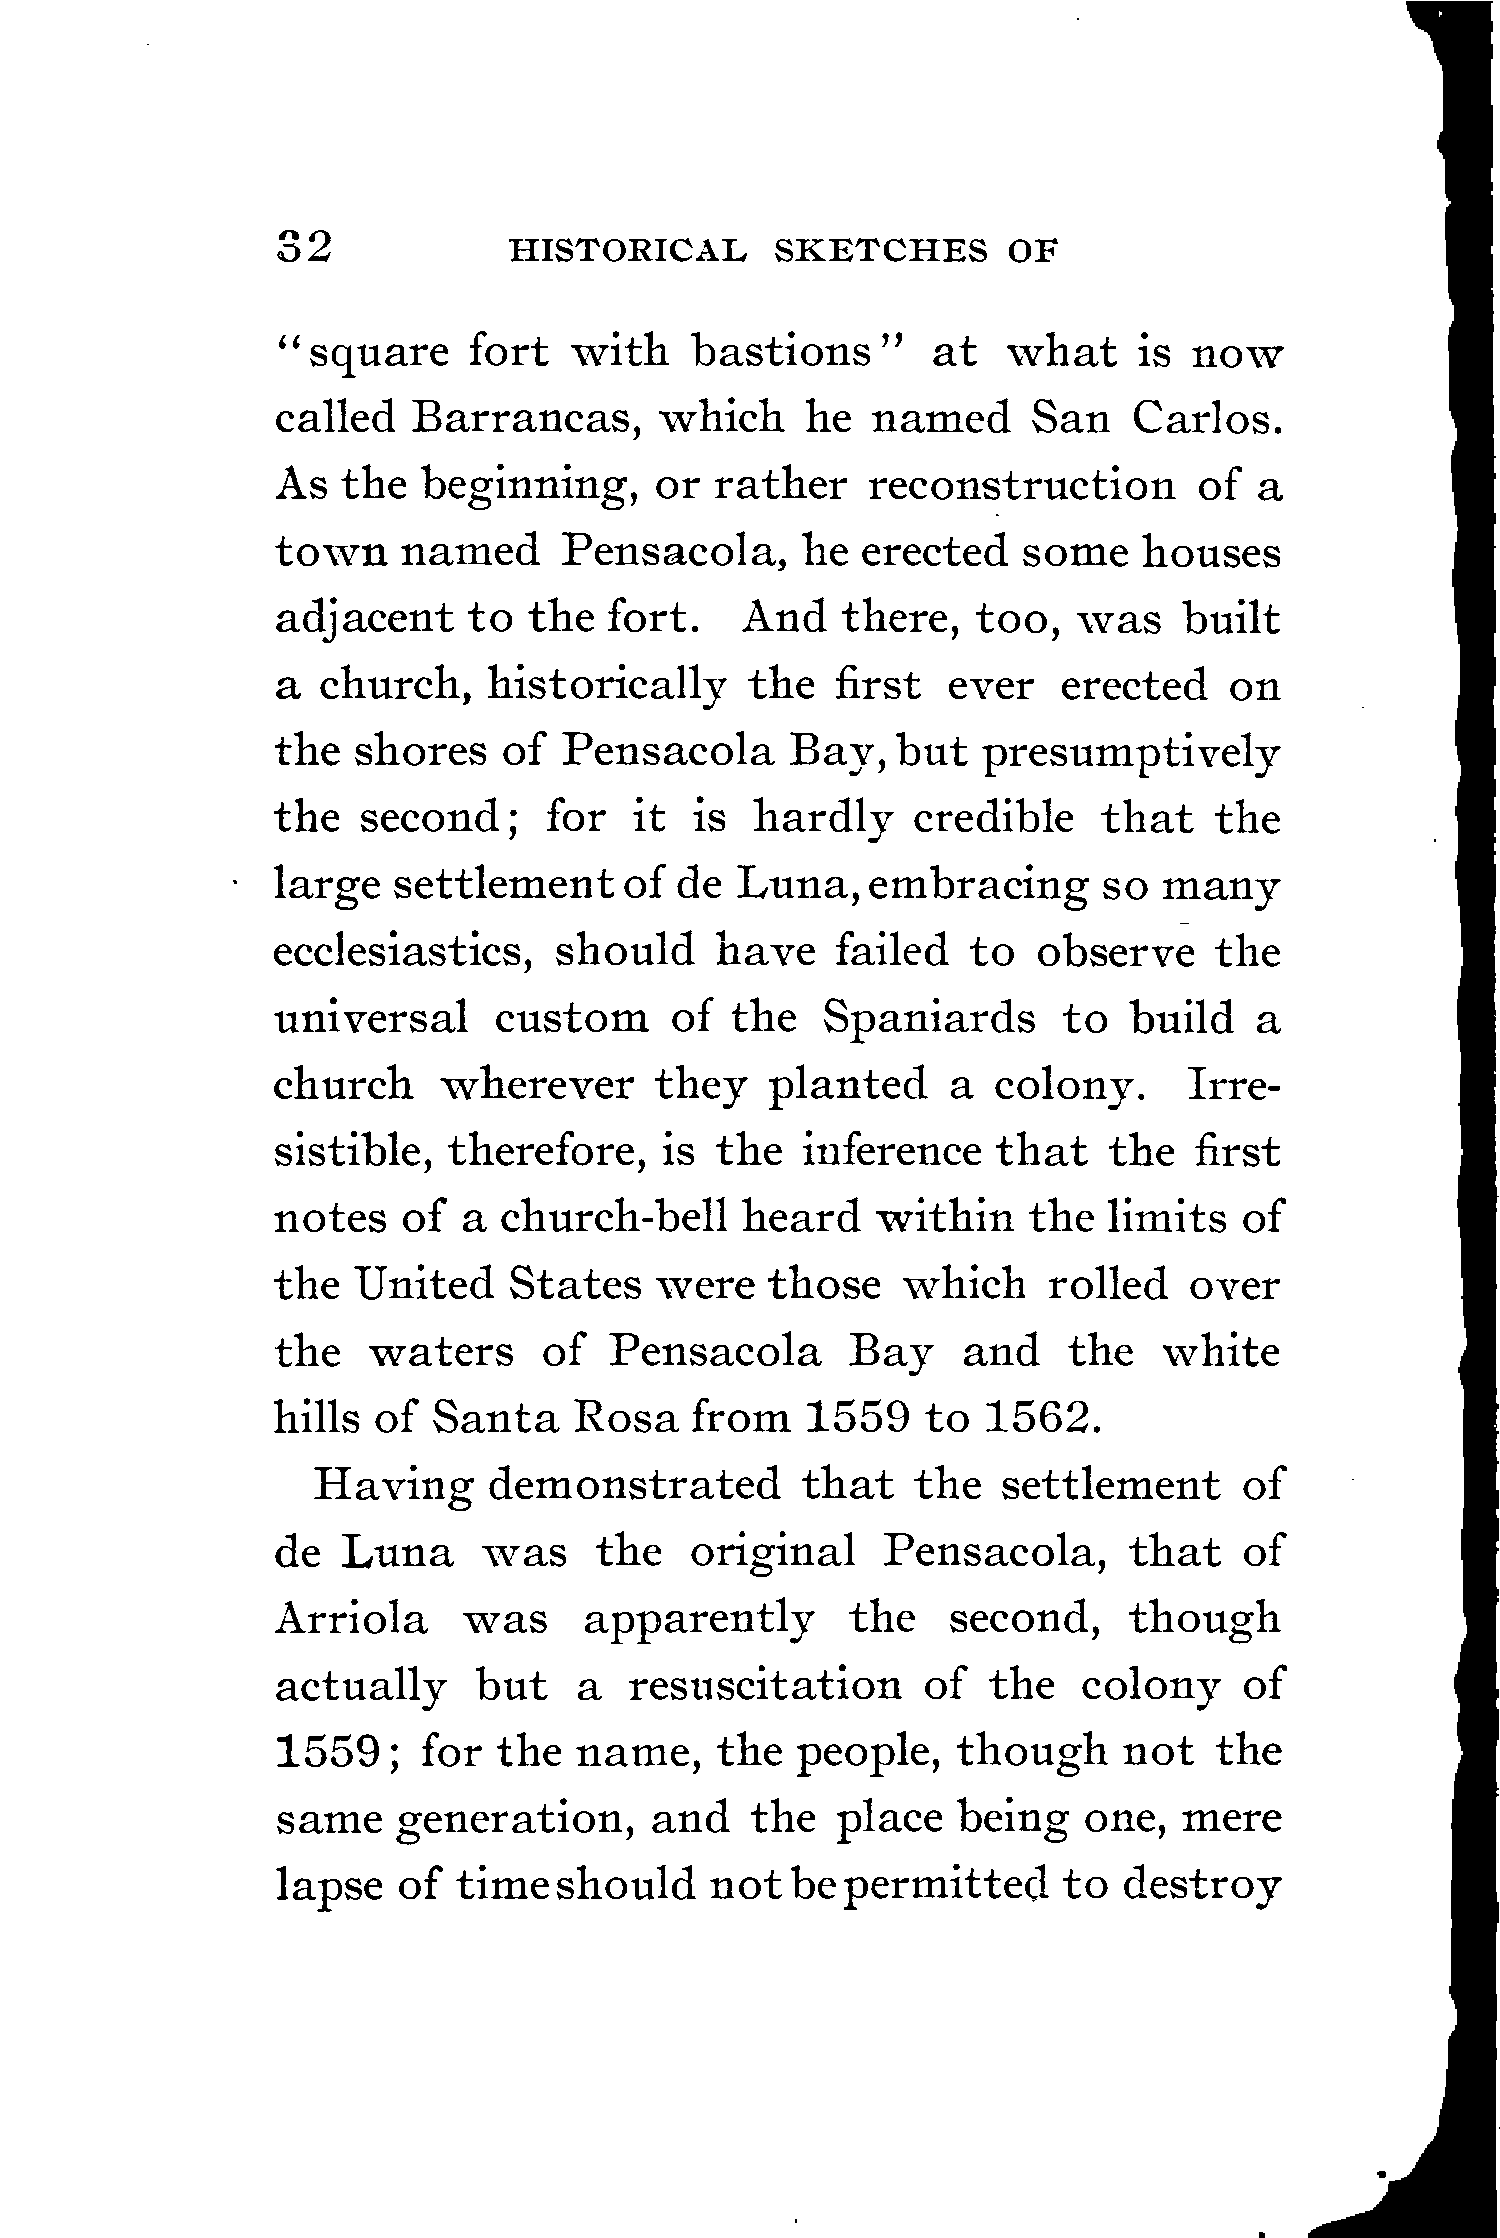 32 HISTORICAL SKETCHES OF
"square fort with bastions" at what is now
called Barrancas, which he named San Carlos.
As the beginning, or rather reconstruction of a
town named Pensacola, he erected some houses
adjacent to the fort. And there, too, was built
a church, historically the first ever erected on
the shores of Pensacola Bay, but presumptively
the second; for it is hardly credible that the
large settlement of de Luna, embracing so many
ecclesiastics, should have failed to observe the
universal custom of the Spaniards to build a
church wherever they planted a colony. Irre-
sistible, therefore, is the inference that the first
notes of a church-bell heard within the limits of
the United States were those which rolled over
the waters of Pensacola Bay and the white
hills of Santa Rosa from 1559 to 1562.
Having demonstrated that the settlement of
de Luna was the original Pensacola, that of
Arriola was apparently the second, though
actually but a resuscitation of the colony of
1559; for the name, the people, though not the
same generation, and the place being one, mere
lapse of time should not be permitted to destroy